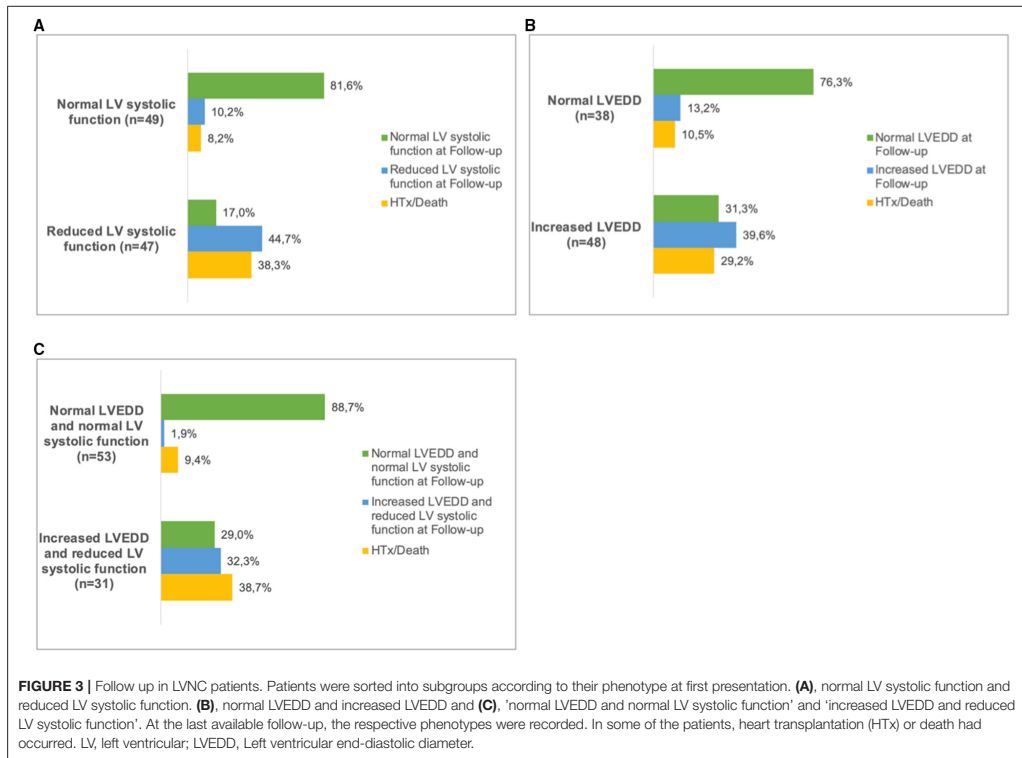 A
Normal LV systolic
function (n=49)
81,6%
10,2%
8,2%
Reduced LV systolic
function (n=47)
17,0%
44,7%
38,3%
Normal LV systolic
function at Follow-up
Reduced LV systolic
function at Follow-up
HTx/Death
B
Normal LVEDD
(n=38)
76,3%
13,2%
10,5%
Increased LVEDD
(n=48)
31,3%
39,6%
29,2%
Normal LVEDD at
Follow-up
Increased LVEDD at
Follow-up
HTx/Death
C
Normal LVEDD
and normal LV
systolic function
(n=53)
88,7%
1,9%
9,4%
Increased LVEDD
and reduced LV
systolic function
(n=31)
29,0%
32,3%
38,7%
Normal LVEDD and
normal LV systolic
function at Follow-up
Increased LVEDD and
reduced LV systolic
function at Follow-up
HTx/Death
FIGURE 3 | Follow up in LVNC patients. Patients were sorted into subgroups according to their phenotype at first presentation. (A), normal LV systolic function and
reduced LV systolic function. (B), normal LVEDD and increased LVEDD and (C), 'normal LVEDD and normal LV systolic function' and 'increased LVEDD and reduced
LV systolic function'. At the last available follow-up, the respective phenotypes were recorded. In some of the patients, heart transplantation (HTx) or death had
occurred. LV, left ventricular; LVEDD, Left ventricular end-diastolic diameter.